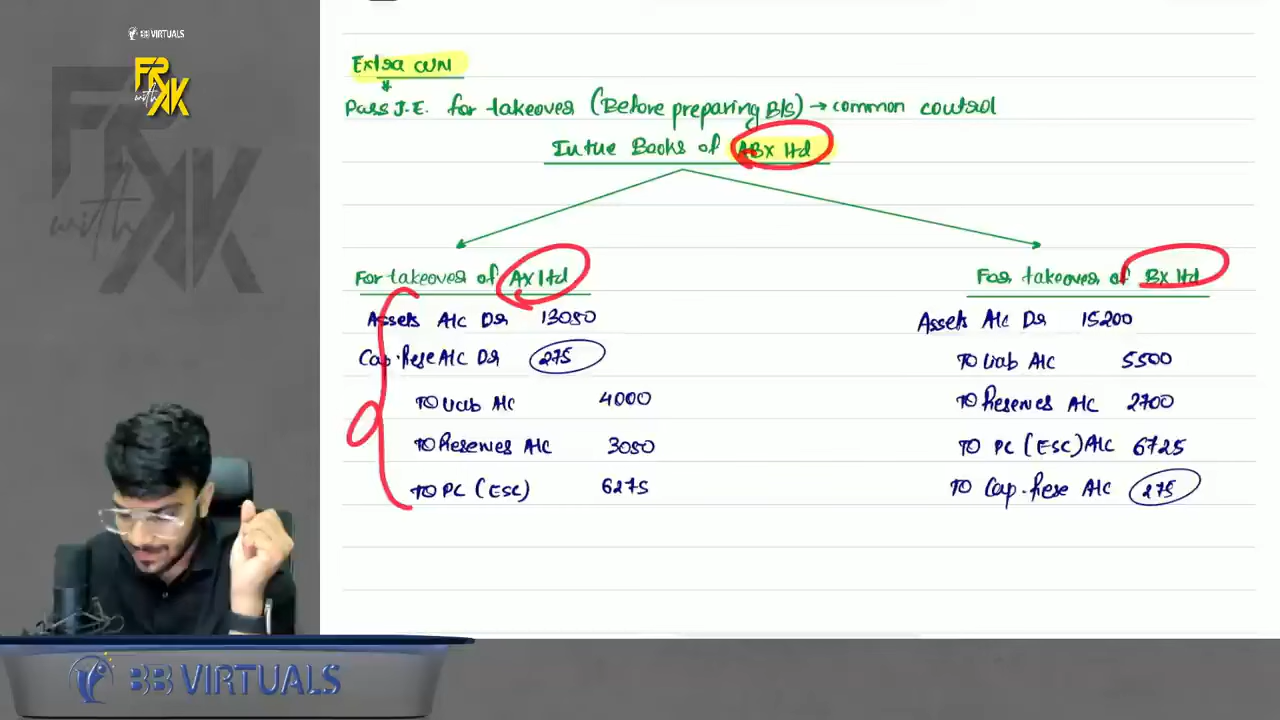 BB VIRTUALS
FR
with
KK
Extra WN
Pass J.E. for takeovers (Before preparing B/S) → common control
In the Books of ABX ltd
For takeover of AX ltd
Assets A/c Dr 13050
Cap. Rese A/c Dr 275
TO Liab A/c 4000
TO Reserves A/c 3050
TO PC (ESC) 6275
For takeover of BX ltd
Assets A/c Dr 15200
TO Liab A/c 5500
TO Reserves A/c 2700
TO PC (ESC) A/c 6725
TO Cap. Rese A/c 275
BB VIRTUALS